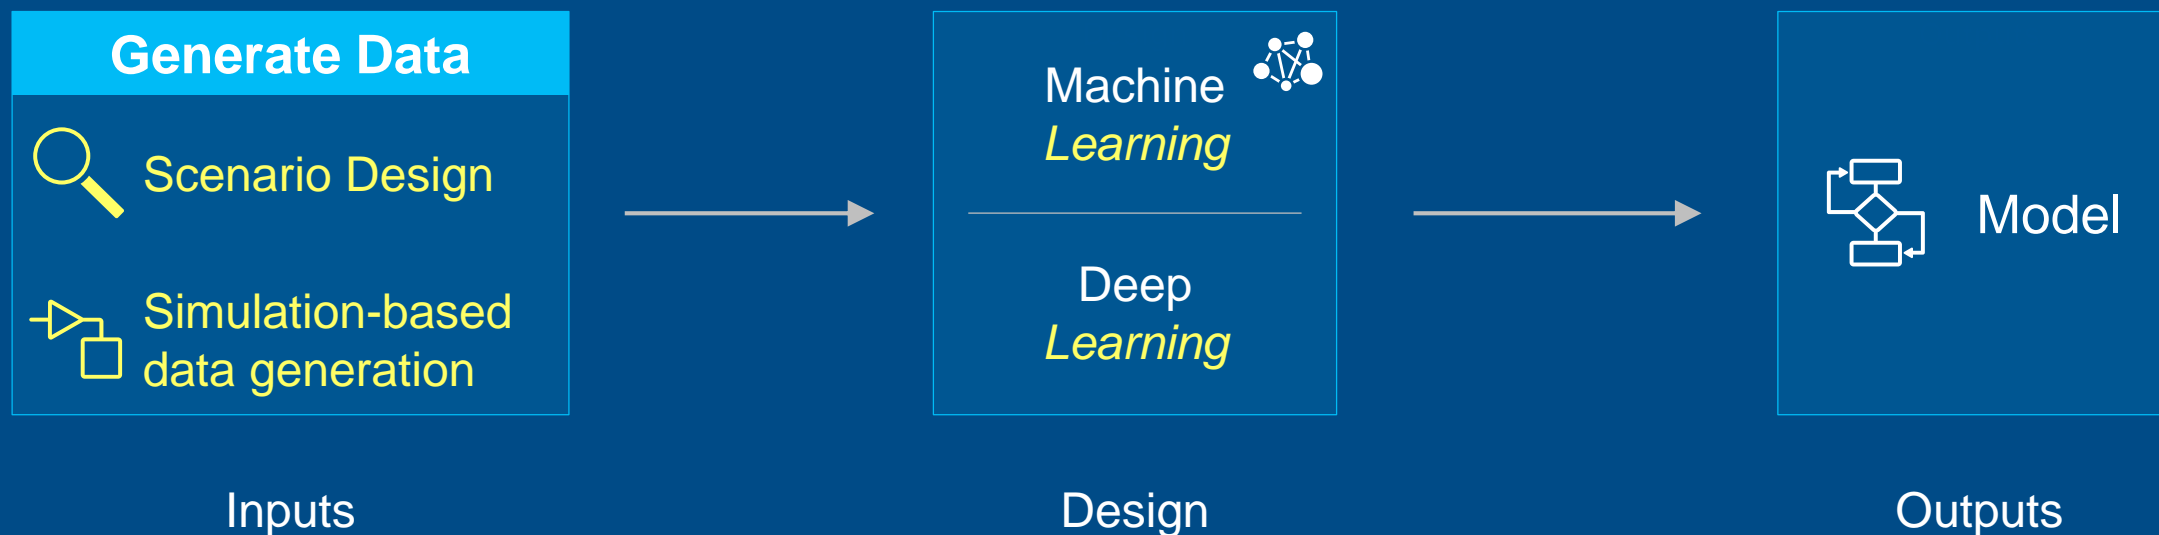 Generate Data
Scenario Design
Simulation-based
data generation
Machine
Learning
Deep
Learning
Model
Inputs
Design
Outputs